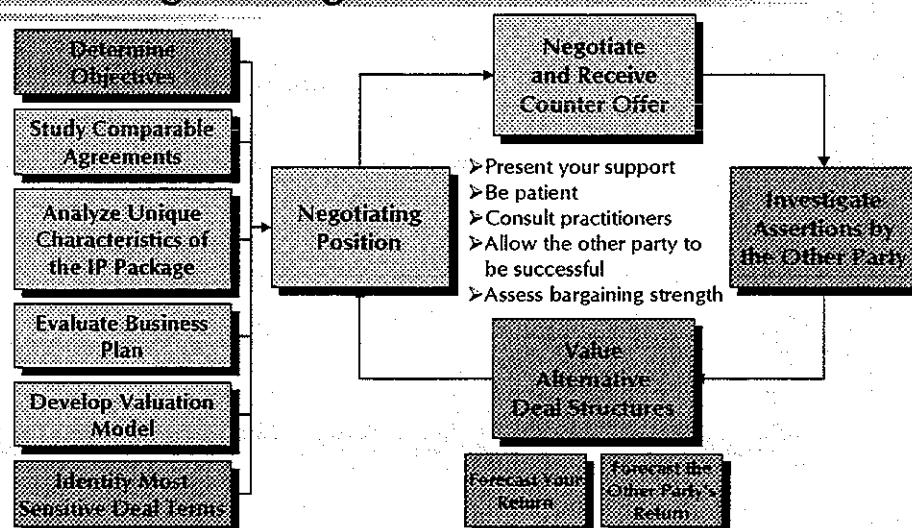 Determine
Objectives
Study Comparable
Agreements
Analyze Unique
Characteristics of
the IP Package
Evaluate Business
Plan
Develop Valuation
Model
Identify Most
Sensitive Deal Terms
Negotiating
Position
Negotiate
and Receive
Counter Offer
➢Present your support
➢Be patient
➢Consult practitioners
➢Allow the other party to
be successful
➢Assess bargaining strength
Investigate
Assertions by
the Other Party
Value
Alternative
Deal Structures
Forecast Your
Return
Forecast the
Other Party's
Return